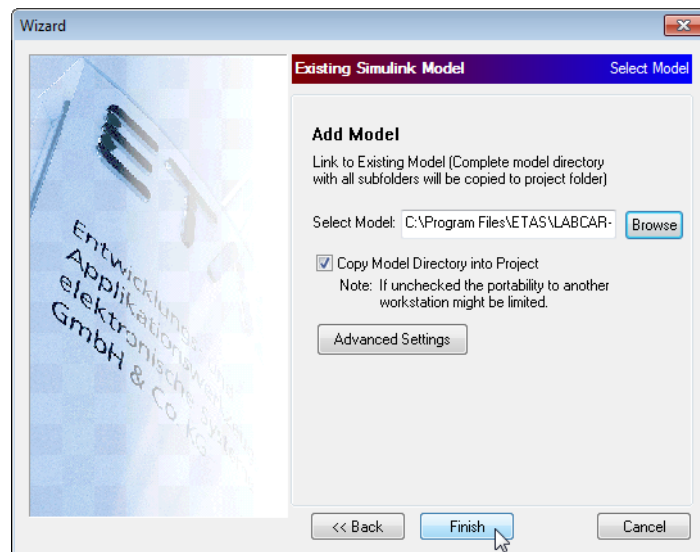 Wizard
Existing Simulink Model Select Model
ETA
Entwicklungs-
Applikationswerkzeuge
elektronische Systeme
GmbH & Co. KG
Add Model
Link to Existing Model (Complete model directory
with all subfolders will be copied to project folder)
Select Model: C:\Program Files\ETAS\LABCAR- Browse
Copy Model Directory into Project
Note: If unchecked the portability to another
workstation might be limited.
Advanced Settings
<< Back Finish Cancel